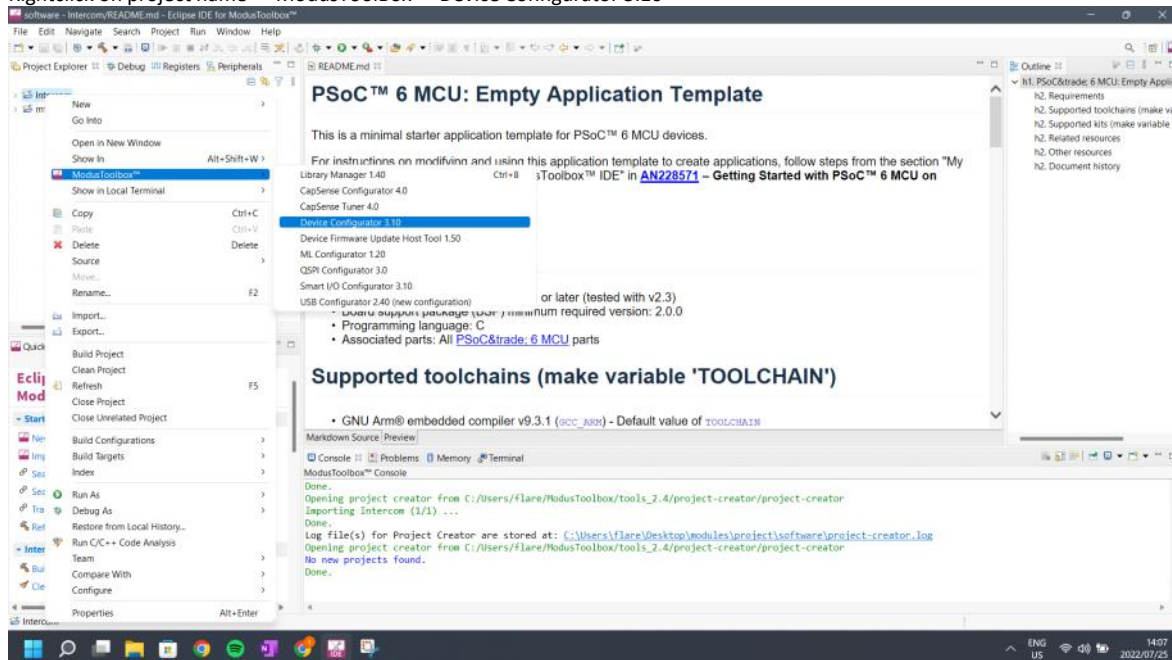 software - Intercom/README.md - Eclipse IDE for ModusToolbox™
File Edit Navigate Search Project Run Window Help
Project Explorer Debug Registers Peripherals
New
Go Into
Open in New Window
Show In Alt+Shift+W >
ModusToolbox™
Show in Local Terminal
Copy Ctrl+C
Paste Ctrl+V
Delete Delete
Source
Move...
Rename... F2
Import...
Export...
Build Project
Clean Project
Refresh F5
Close Project
Close Unrelated Project
Build Configurations
Build Targets
Index
Run As
Debug As
Restore from Local History...
Run C/C++ Code Analysis
Team
Compare With
Configure
Properties Alt+Enter
Library Manager 1.40 Ctrl+B
CapSense Configurator 4.0
CapSense Tuner 4.0
Device Configurator 3.10
Device Firmware Update Host Tool 1.50
ML Configurator 1.20
QSPI Configurator 3.0
Smart I/O Configurator 3.10
USB Configurator 2.40 (new configuration)
README.md
PSoC™ 6 MCU: Empty Application Template
This is a minimal starter application template for PSoC™ 6 MCU devices.
For instructions on modifying and using this application template to create applications, follow steps from the section "My
sToolbox™ IDE" in AN228571 – Getting Started with PSoC™ 6 MCU on
or later (tested with v2.3)
• Board support package (BSP) minimum required version: 2.0.0
• Programming language: C
• Associated parts: All PSoC&trade; 6 MCU parts
Supported toolchains (make variable 'TOOLCHAIN')
• GNU Arm® embedded compiler v9.3.1 (GCC_ARM) - Default value of TOOLCHAIN
Markdown Source Preview
Outline
h1. PSoC&trade; 6 MCU: Empty Appli
h2. Requirements
h2. Supported toolchains (make va
h2. Supported kits (make variable
h2. Related resources
h2. Other resources
h2. Document history
Console Problems Memory Terminal
ModusToolbox™ Console
Done.
Opening project creator from C:/Users/flare/ModusToolbox/tools_2.4/project-creator/project-creator
Importing Intercom (1/1) ...
Done.
Log file(s) for Project Creator are stored at: C:\Users\flare\Desktop\modules\project\software\project-creator.log
Opening project creator from C:/Users/flare/ModusToolbox/tools_2.4/project-creator/project-creator
No new projects found.
Done.
Quick
Start
Intercom
ENG
US
14:07
2022/07/25